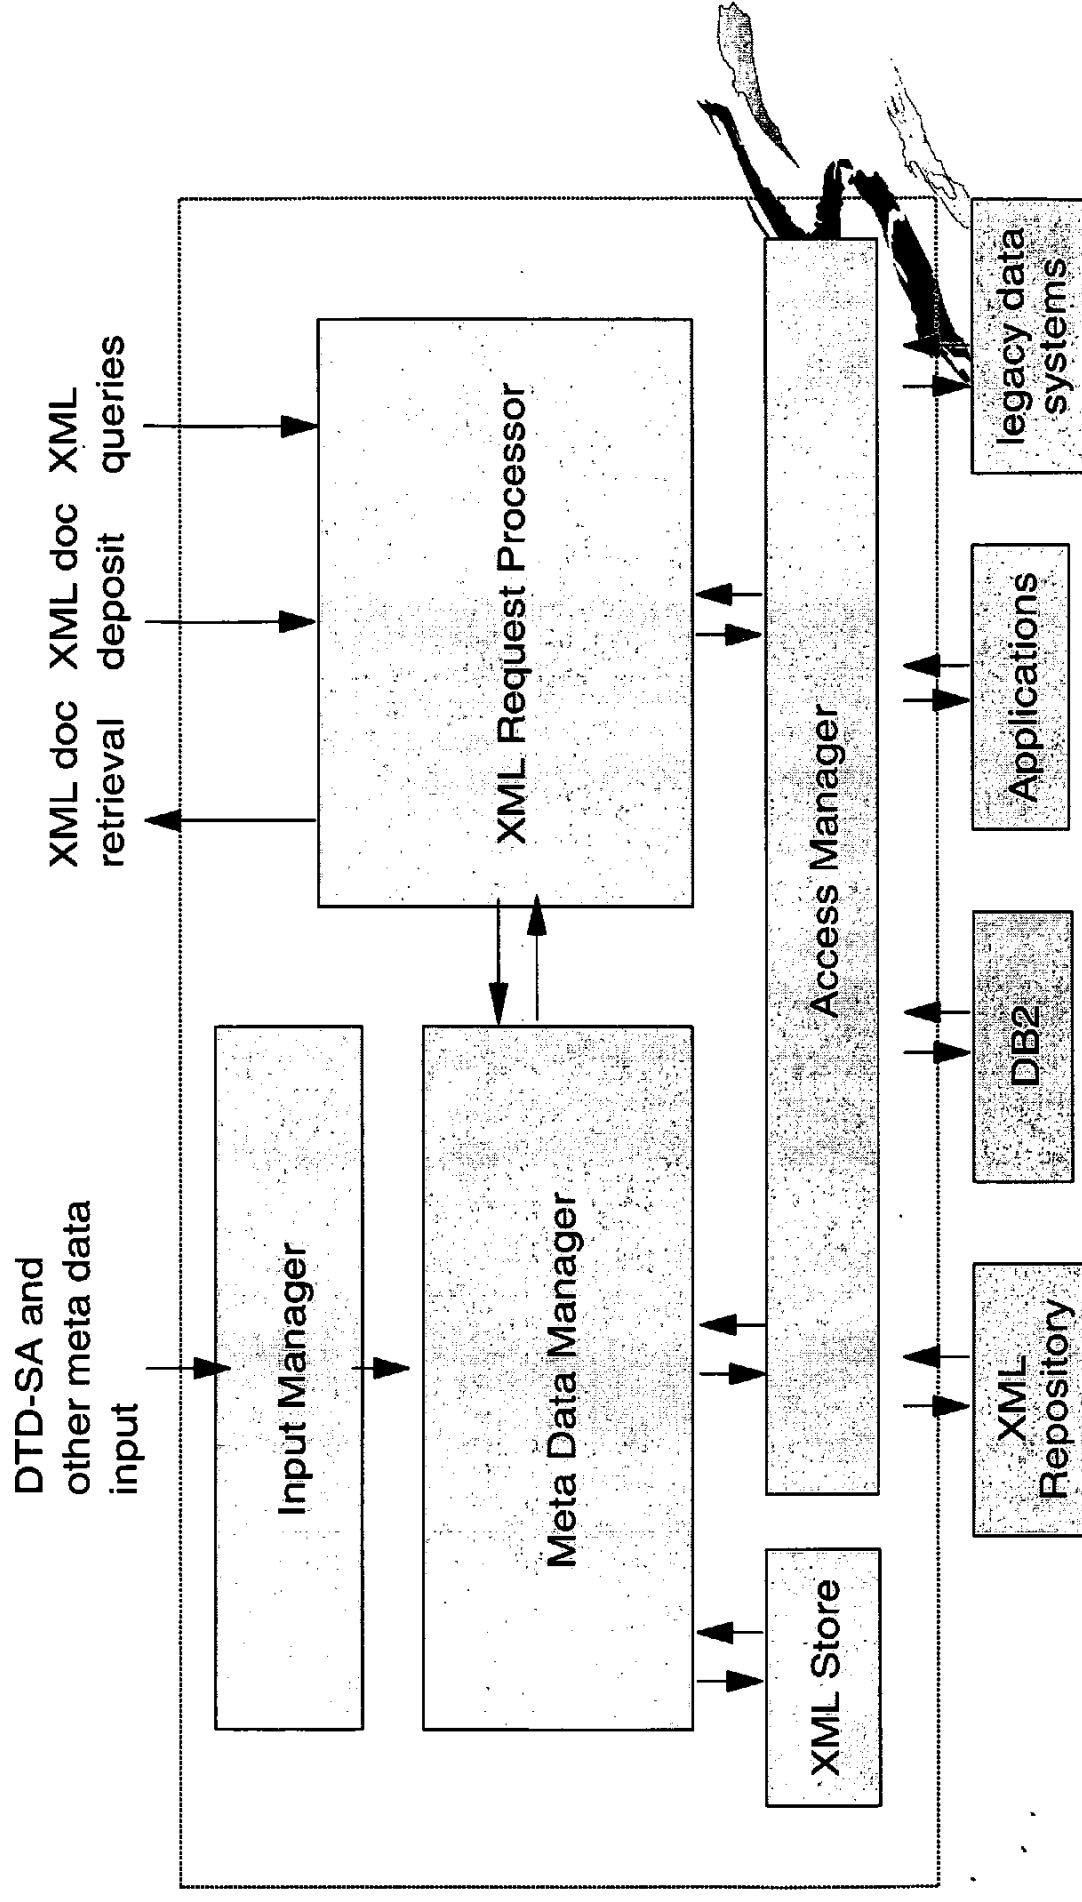 DTD-SA and
other meta data
input
XML doc
retrieval
XML doc
deposit
XML
queries
Input Manager
Meta Data Manager
XML Request Processor
XML Store
Access Manager
XML
Repository
DB2
Applications
legacy data
systems